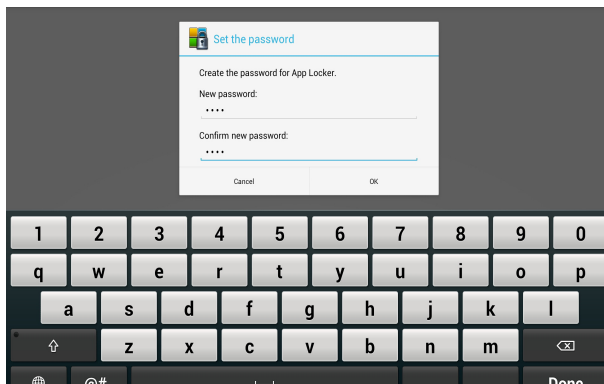 Set the password
Create the password for App Locker.
New password:
••••
Confirm new password:
••••
Cancel OK
1 2 3 4 5 6 7 8 9 0
q w e r t y u i o p
a s d f g h j k l
z x c v b n m
@# Done